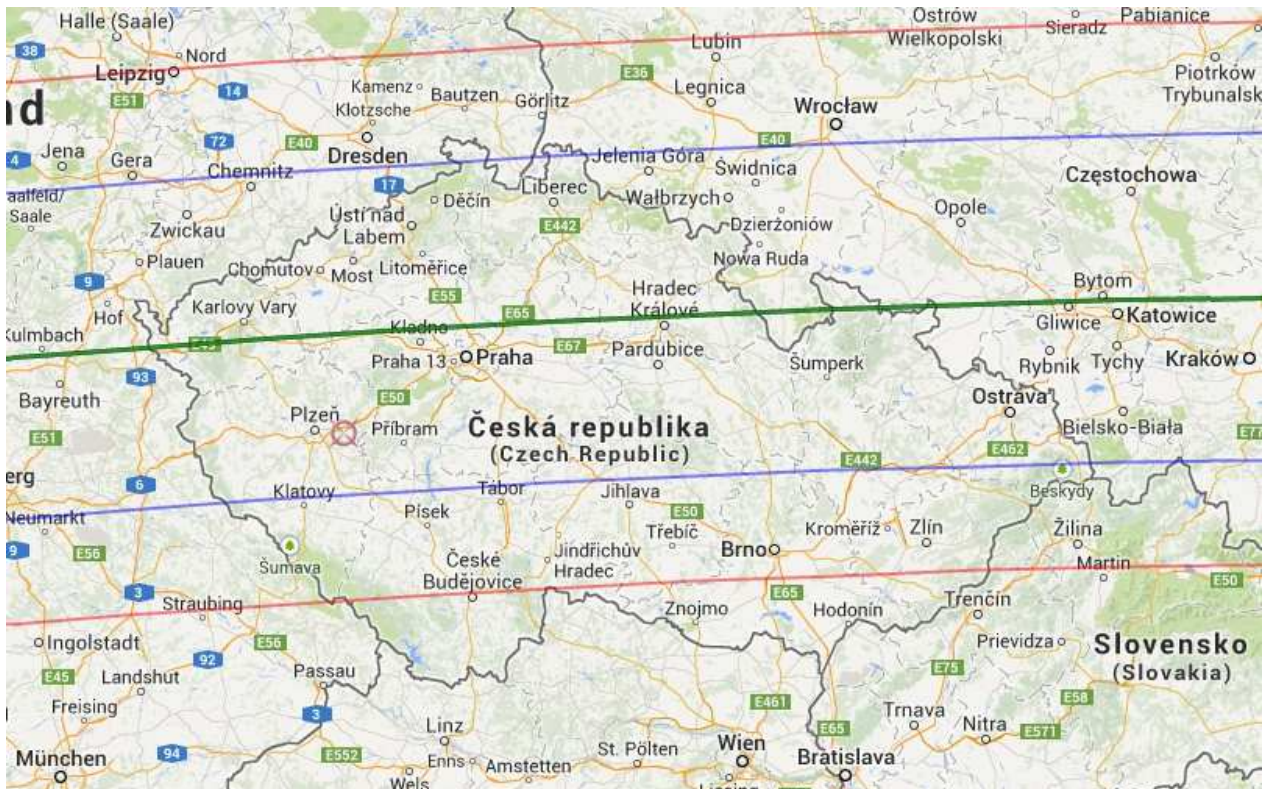 Halle (Saale)
Ostrów
Wielkopolski
Sieradz
Pabianice
38
Nord
Lubin
Leipzig
E36
Piotrków
Trybunalsk
E51
14
Kamenz
Bautzen
Görlitz
Legnica
Klotzsche
Wrocław
4
Jena
Gera
72
E40
Dresden
E40
Chemnitz
17
Jelenia Góra
Świdnica
Częstochowa
aalfeld/
Saale
Děčín
Liberec
Wałbrzych
Zwickau
Ústí nad
Labem
E442
Dzierżoniów
Opole
Plauen
Chomutov
Most
Litoměřice
Nowa Ruda
9
Bytom
Hof
Karlovy Vary
E55
Hradec
Králové
E65
Gliwice
Katowice
Kulmbach
Kladno
Praha 13
Praha
E67
Pardubice
Šumperk
Rybnik
Tychy
Kraków
93
Bayreuth
E50
Ostrava
Plzeň
Příbram
Česká republika
(Czech Republic)
Bielsko-Biała
E51
E77
E462
E442
erg
6
Klatovy
Tábor
Jihlava
Beskydy
Neumarkt
Písek
E50
Třebíč
Kroměříž
Zlín
Žilina
9
E56
Šumava
České
Budějovice
Jindřichův
Hradec
Brno
Martin
3
Straubing
E65
E50
Znojmo
Hodonín
Trenčín
Ingolstadt
E56
Prievidza
Slovensko
(Slovakia)
E45
92
Passau
E75
Landshut
E58
Freising
3
E461
Trnava
Nitra
E571
E65
Linz
München
94
E552
Enns
St. Pölten
Wien
Bratislava
Amstetten
Wels